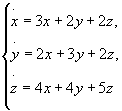 ẋ = 3x + 2y + 2z,
ẏ = 2x + 3y + 2z,
ż = 4x + 4y + 5z